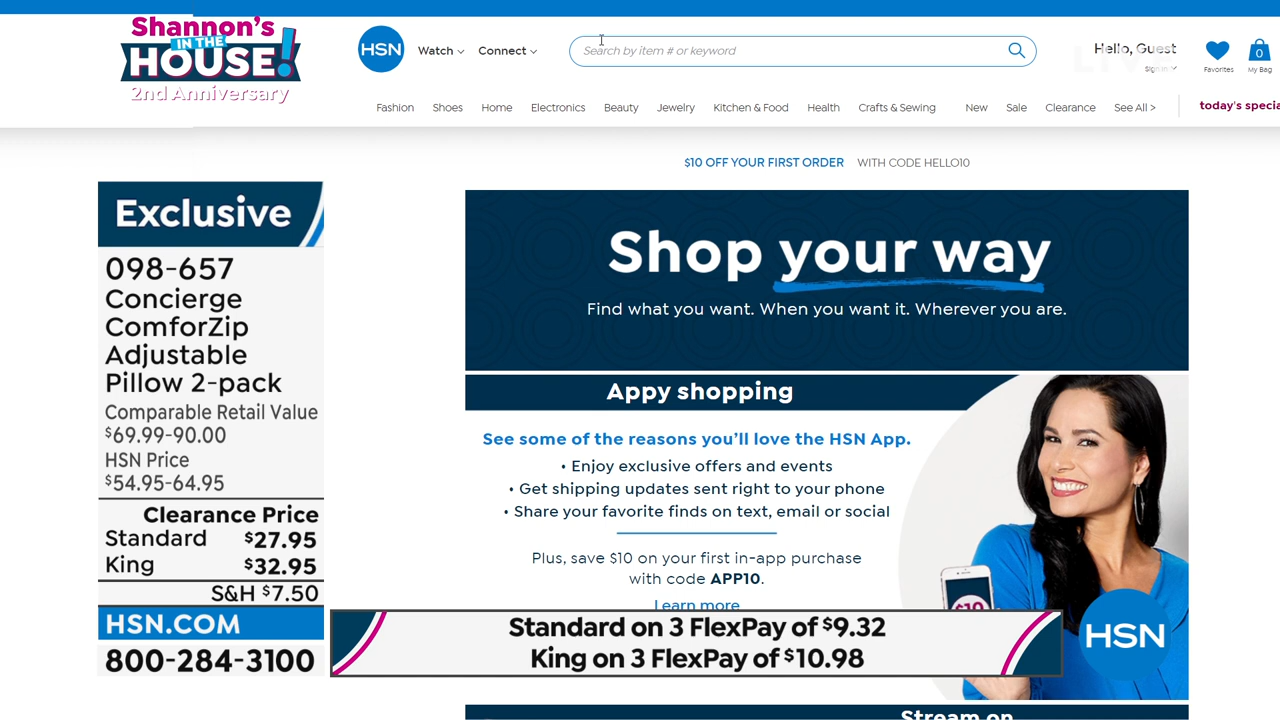 Shannon's
IN THE
HOUSE!
2nd Anniversary
HSN
Watch
Connect
Search by item # or keyword
LIVE
Hello, Guest
Sign In
Favorites
0
My Bag
Fashion
Shoes
Home
Electronics
Beauty
Jewelry
Kitchen & Food
Health
Crafts & Sewing
New
Sale
Clearance
See All >
today's specia
$10 OFF YOUR FIRST ORDER WITH CODE HELLO10
Exclusive
098-657
Concierge
ComforZip
Adjustable
Pillow 2-pack
Comparable Retail Value
$69.99-90.00
HSN Price
$54.95-64.95
Clearance Price
Standard $27.95
King $32.95
S&H $7.50
HSN.COM
800-284-3100
Shop your way
Find what you want. When you want it. Wherever you are.
Appy shopping
See some of the reasons you'll love the HSN App.
• Enjoy exclusive offers and events
• Get shipping updates sent right to your phone
• Share your favorite finds on text, email or social
Plus, save $10 on your first in-app purchase
with code APP10.
Learn more
$10
Standard on 3 FlexPay of $9.32
King on 3 FlexPay of $10.98
HSN
Stream on